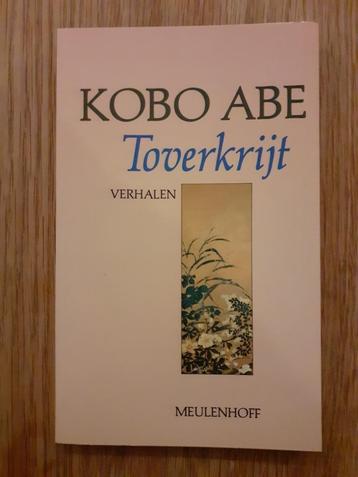 KOBO ABE
Toverkrijt
VERHALEN
MEULENHOFF